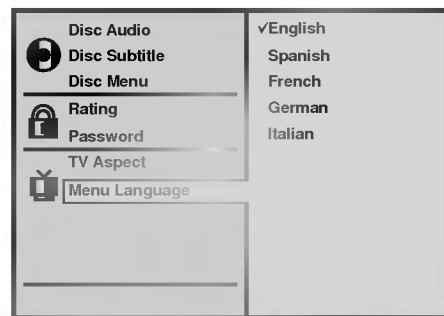 Disc Audio
Disc Subtitle
Disc Menu
Rating
Password
TV Aspect
Menu Language
✓English
Spanish
French
German
Italian